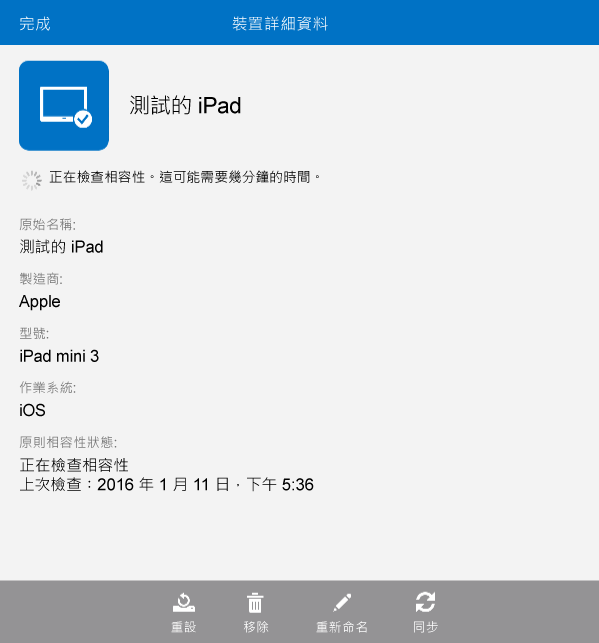 完成
裝置詳細資料
測試的 iPad
正在檢查相容性。這可能需要幾分鐘的時間。
原始名稱:
測試的 iPad
製造商:
Apple
型號:
iPad mini 3
作業系統:
iOS
原則相容性狀態:
正在檢查相容性
上次檢查：2016 年 1 月 11 日，下午 5:36
重設
移除
重新命名
同步